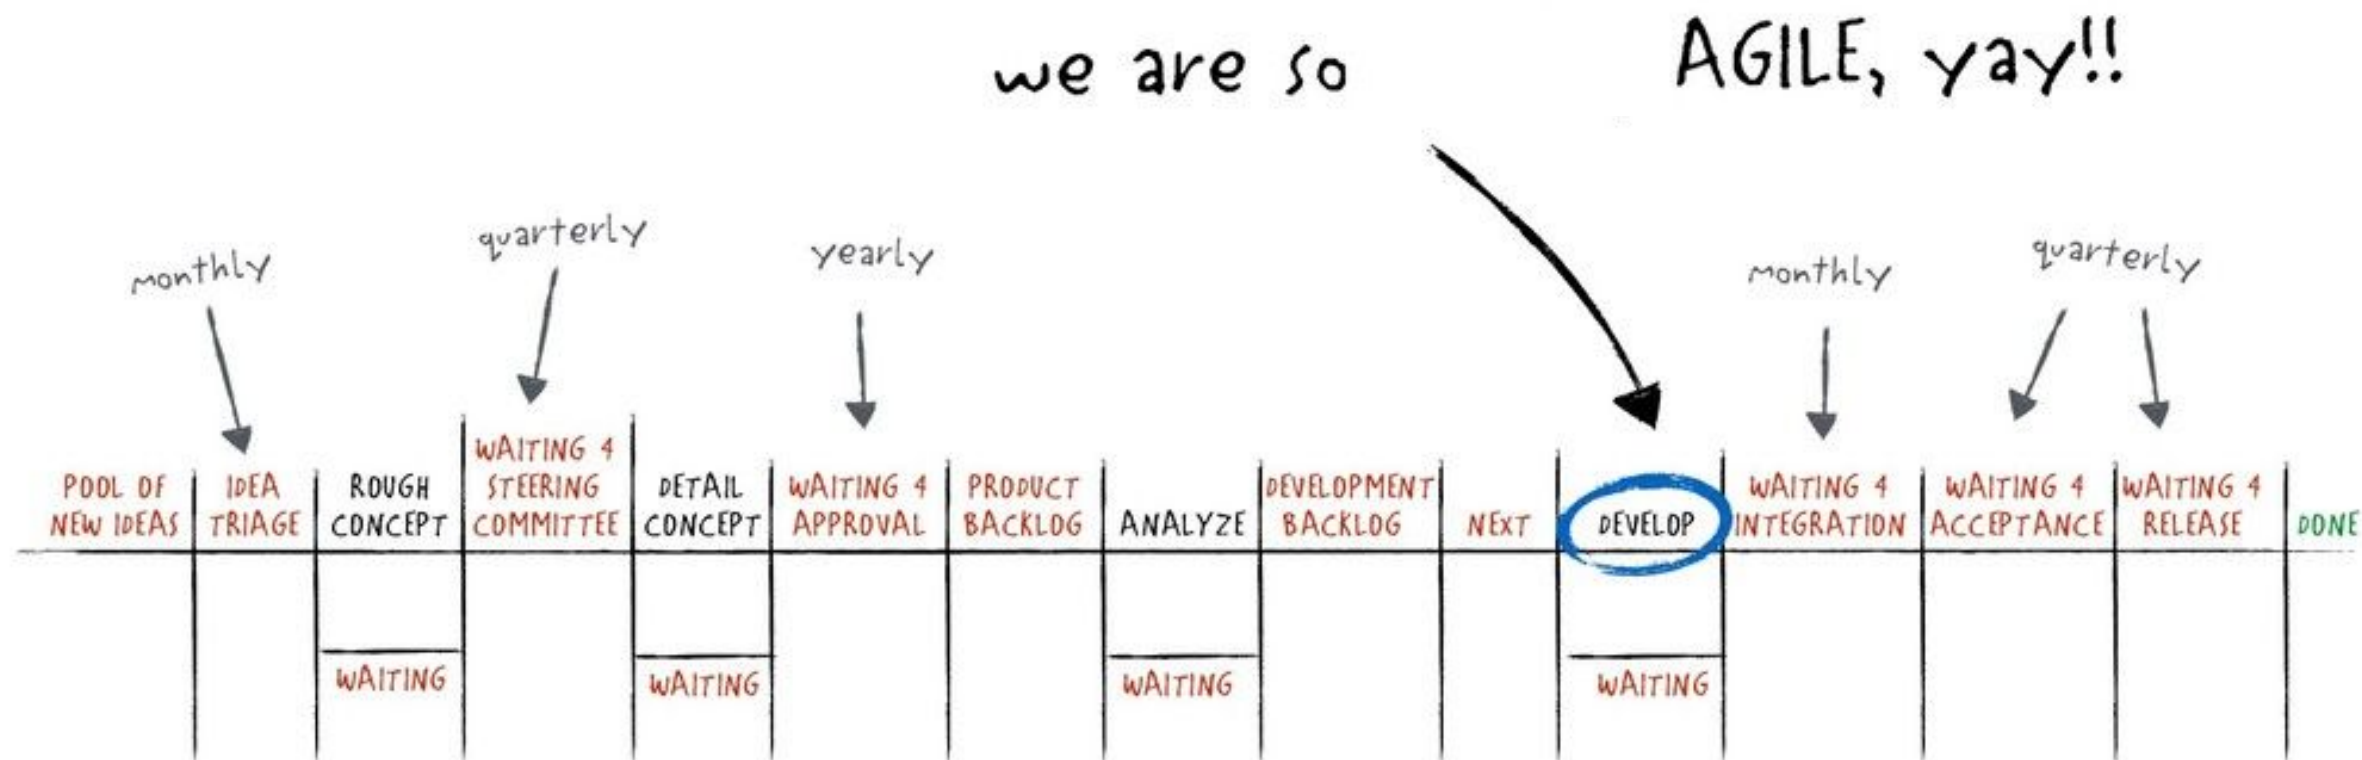 we are so AGILE, yay!!
monthly
quarterly
yearly
monthly
quarterly
POOL OF
NEW IDEAS
IDEA
TRIAGE
ROUGH
CONCEPT
WAITING 4
STEERING
COMMITTEE
DETAIL
CONCEPT
WAITING 4
APPROVAL
PRODUCT
BACKLOG
ANALYZE
DEVELOPMENT
BACKLOG
NEXT
DEVELOP
WAITING 4
INTEGRATION
WAITING 4
ACCEPTANCE
WAITING 4
RELEASE
DONE
WAITING
WAITING
WAITING
WAITING